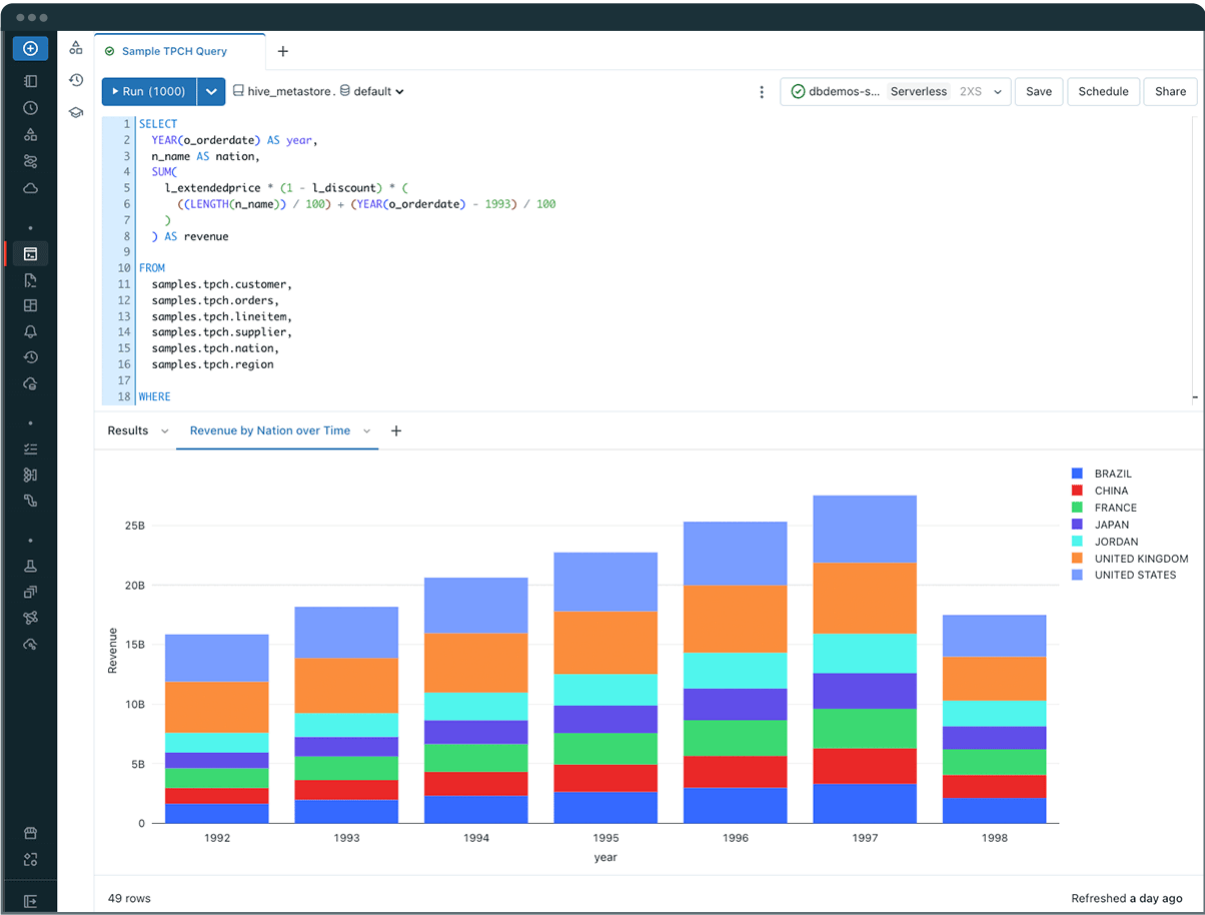 Sample TPCH Query
Run (1000) hive_metastore. default dbdemos-s... Serverless 2XS Save Schedule Share
1 SELECT
2 YEAR(o_orderdate) AS year,
3 n_name AS nation,
4 SUM(
5 l_extendedprice * (1 - l_discount) * (
6 ((LENGTH(n_name)) / 100) + (YEAR(o_orderdate) - 1993) / 100
7 )
8 ) AS revenue
9
10 FROM
11 samples.tpch.customer,
12 samples.tpch.orders,
13 samples.tpch.lineitem,
14 samples.tpch.supplier,
15 samples.tpch.nation,
16 samples.tpch.region
17
18 WHERE
Results Revenue by Nation over Time
BRAZIL
CHINA
FRANCE
JAPAN
JORDAN
UNITED KINGDOM
UNITED STATES
Revenue
25B
20B
15B
10B
5B
0
1992 1993 1994 1995 1996 1997 1998
year
49 rows Refreshed a day ago